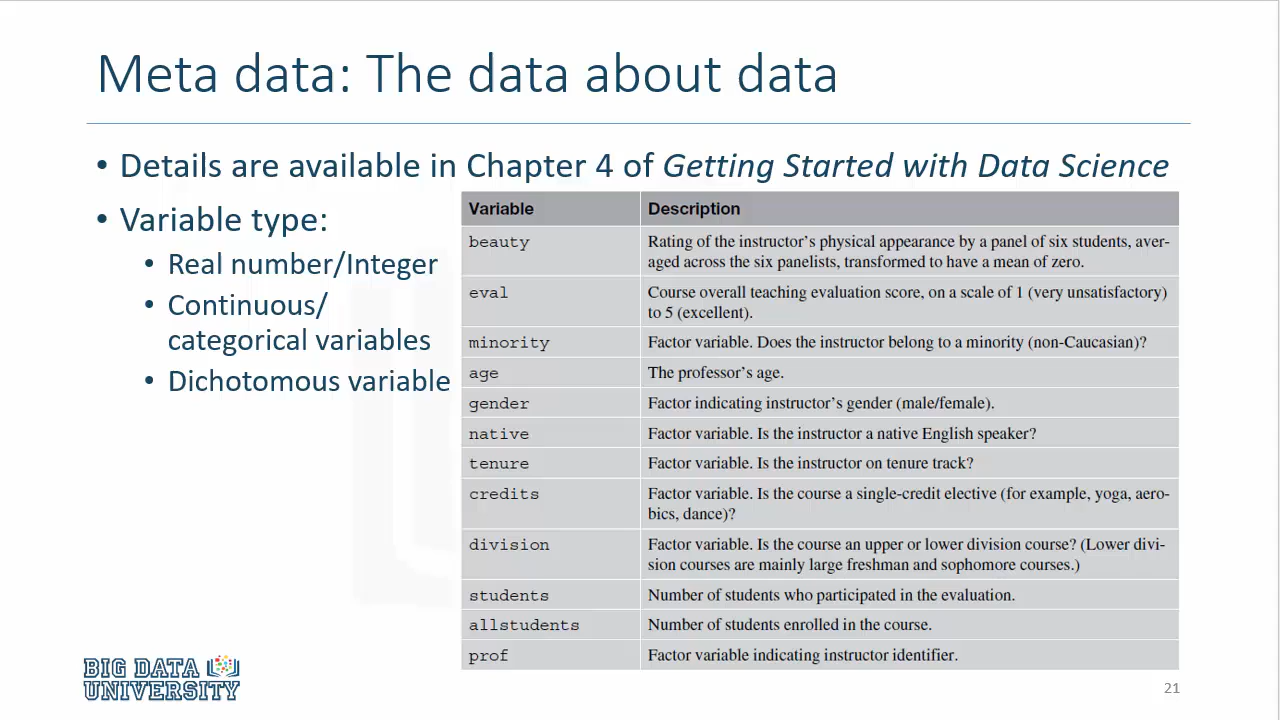 Meta data: The data about data
• Details are available in Chapter 4 of Getting Started with Data Science
• Variable type:
• Real number/Integer
• Continuous/
categorical variables
• Dichotomous variable
Variable Description
beauty Rating of the instructor's physical appearance by a panel of six students, aver-
aged across the six panelists, transformed to have a mean of zero.
eval Course overall teaching evaluation score, on a scale of 1 (very unsatisfactory)
to 5 (excellent).
minority Factor variable. Does the instructor belong to a minority (non-Caucasian)?
age The professor's age.
gender Factor indicating instructor's gender (male/female).
native Factor variable. Is the instructor a native English speaker?
tenure Factor variable. Is the instructor on tenure track?
credits Factor variable. Is the course a single-credit elective (for example, yoga, aero-
bics, dance)?
division Factor variable. Is the course an upper or lower division course? (Lower divi-
sion courses are mainly large freshman and sophomore courses.)
students Number of students who participated in the evaluation.
allstudents Number of students enrolled in the course.
prof Factor variable indicating instructor identifier.
BIG DATA
UNIVERSITY
21